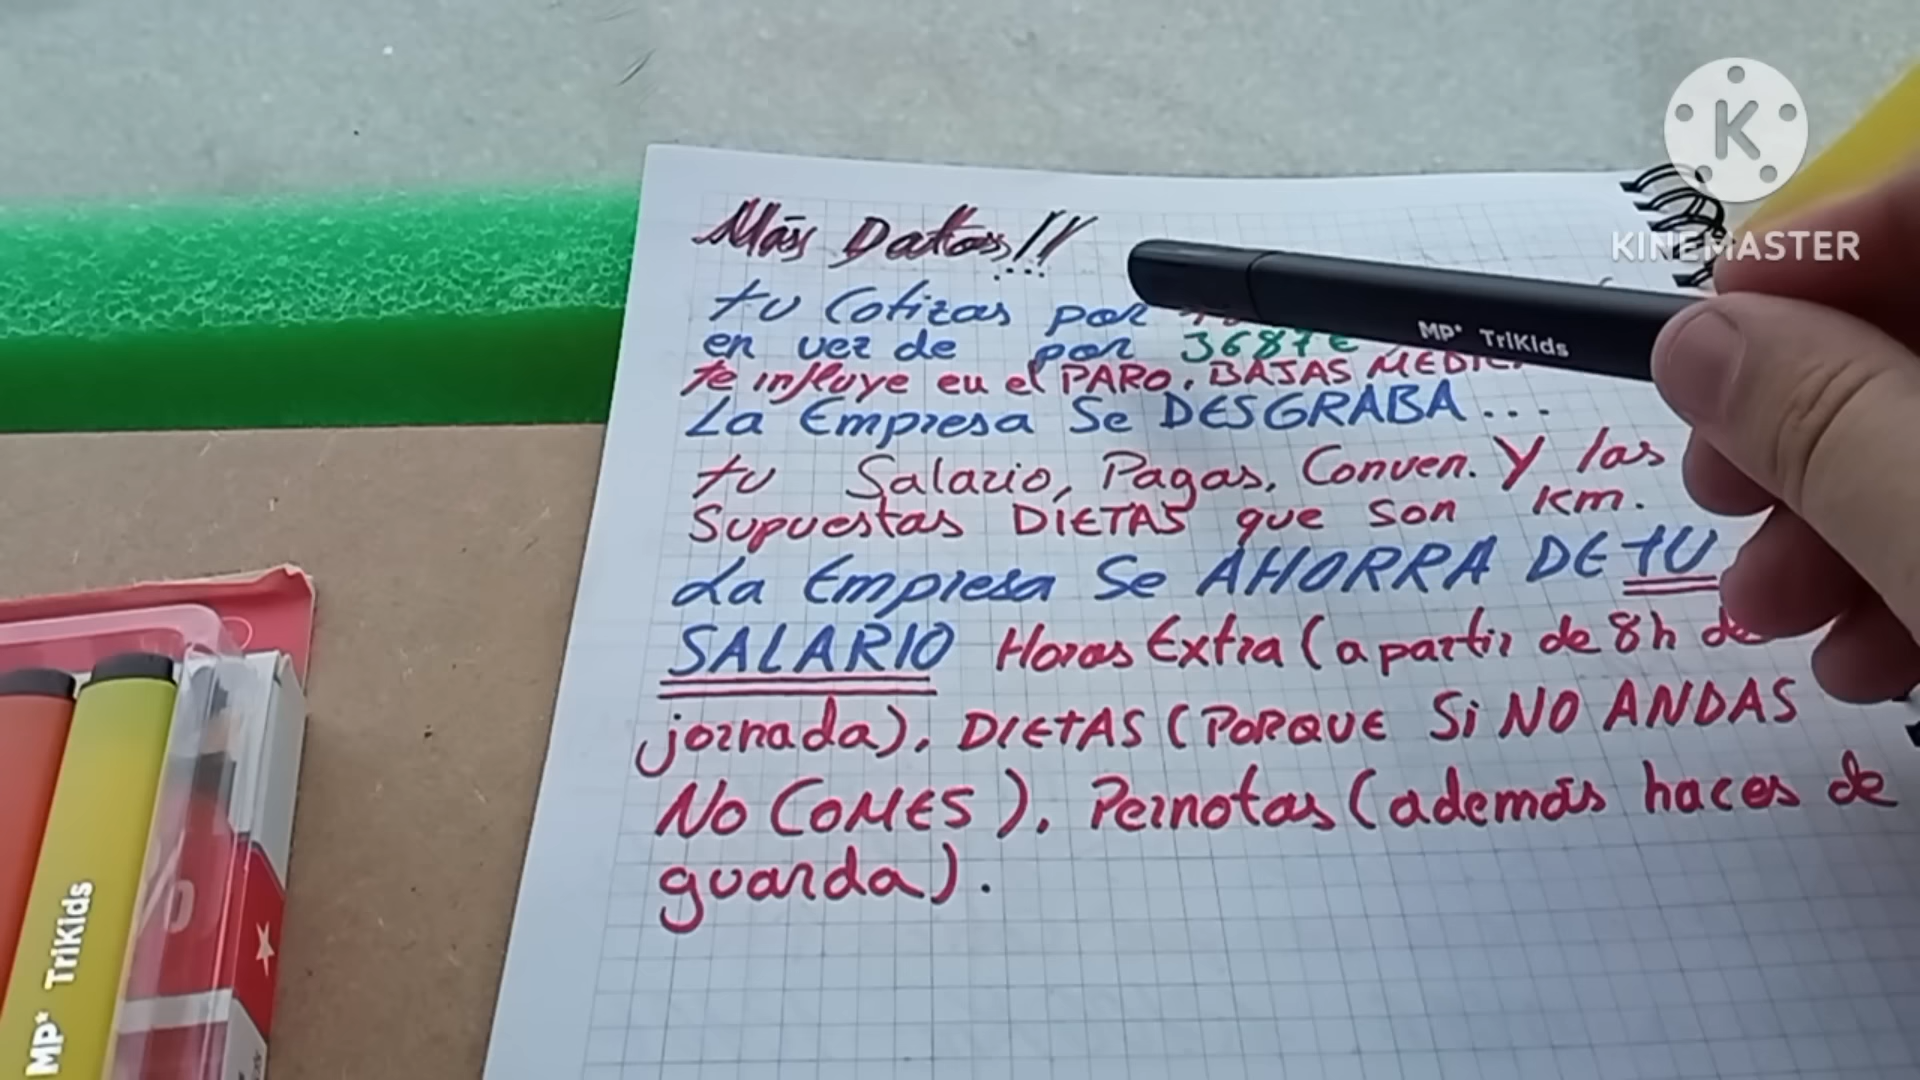 Más Datos!!
...
tu Cotizas por
en vez de por 3687€
te influye en el PARO, BAJAS
La Empresa Se DESGRABA...
tu Salario, Pagas, Conven. Y las
Supuestas DIETAS que son km.
La Empresa Se AHORRA DE TU
SALARIO Horas Extra (a partir de 8h de
jornada), DIETAS (PORQUE Si NO ANDAS
NO COMES), Pernotas (además haces de
guarda).
MP* TriKids
MP* TriKids
K
KINEMASTER